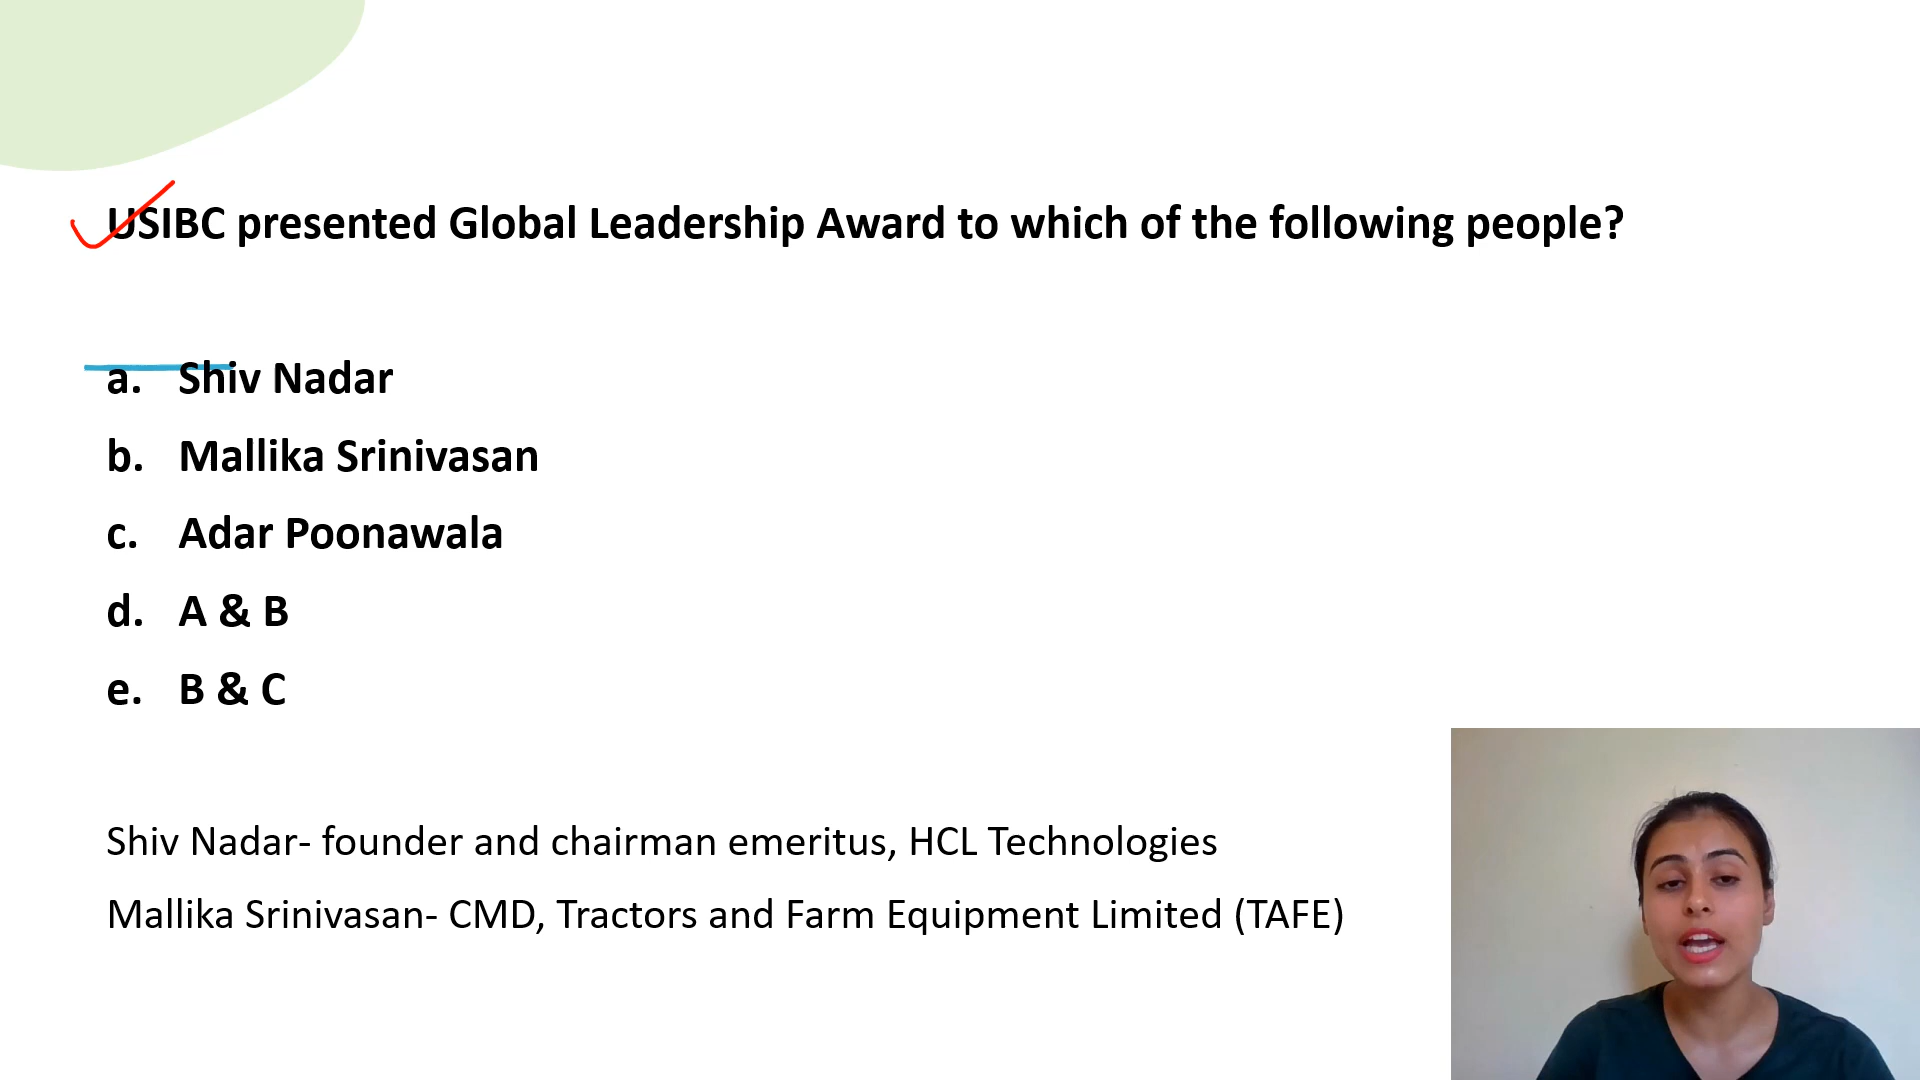 USIBC presented Global Leadership Award to which of the following people?
a. Shiv Nadar
b. Mallika Srinivasan
c. Adar Poonawala
d. A & B
e. B & C
Shiv Nadar- founder and chairman emeritus, HCL Technologies
Mallika Srinivasan- CMD, Tractors and Farm Equipment Limited (TAFE)